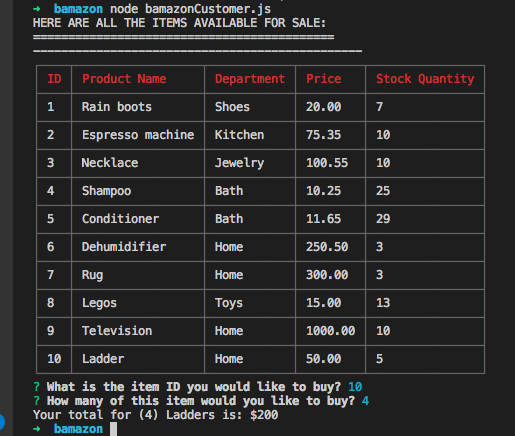 → bamazon node bamazonCustomer.js
HERE ARE ALL THE ITEMS AVAILABLE FOR SALE:
===========================================
-----------------------------------------------
ID Product Name Department Price Stock Quantity
1 Rain boots Shoes 20.00 7
2 Espresso machine Kitchen 75.35 10
3 Necklace Jewelry 100.55 10
4 Shampoo Bath 10.25 25
5 Conditioner Bath 11.65 29
6 Dehumidifier Home 250.50 3
7 Rug Home 300.00 3
8 Legos Toys 15.00 13
9 Television Home 1000.00 10
10 Ladder Home 50.00 5
? What is the item ID you would like to buy? 10
? How many of this item would you like to buy? 4
Your total for (4) Ladders is: $200
→ bamazon